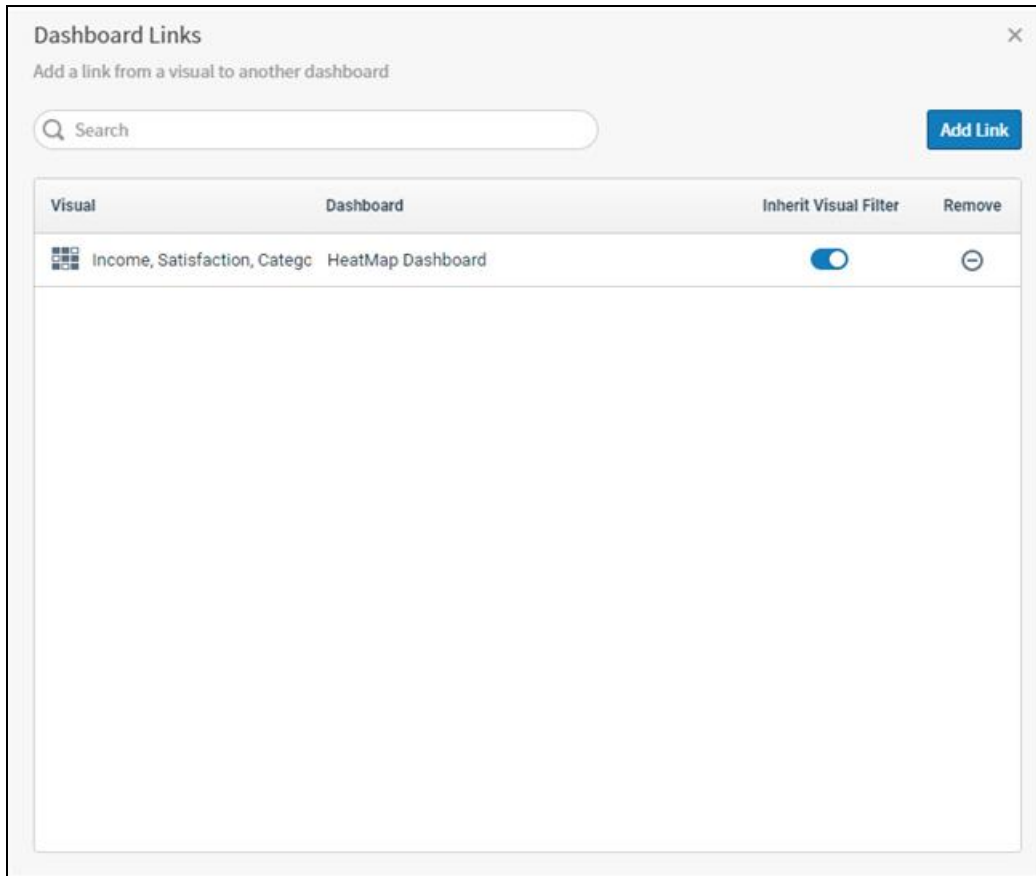 Dashboard Links
Add a link from a visual to another dashboard
Search
Add Link
Visual Dashboard Inherit Visual Filter Remove
Income, Satisfaction, Catego HeatMap Dashboard